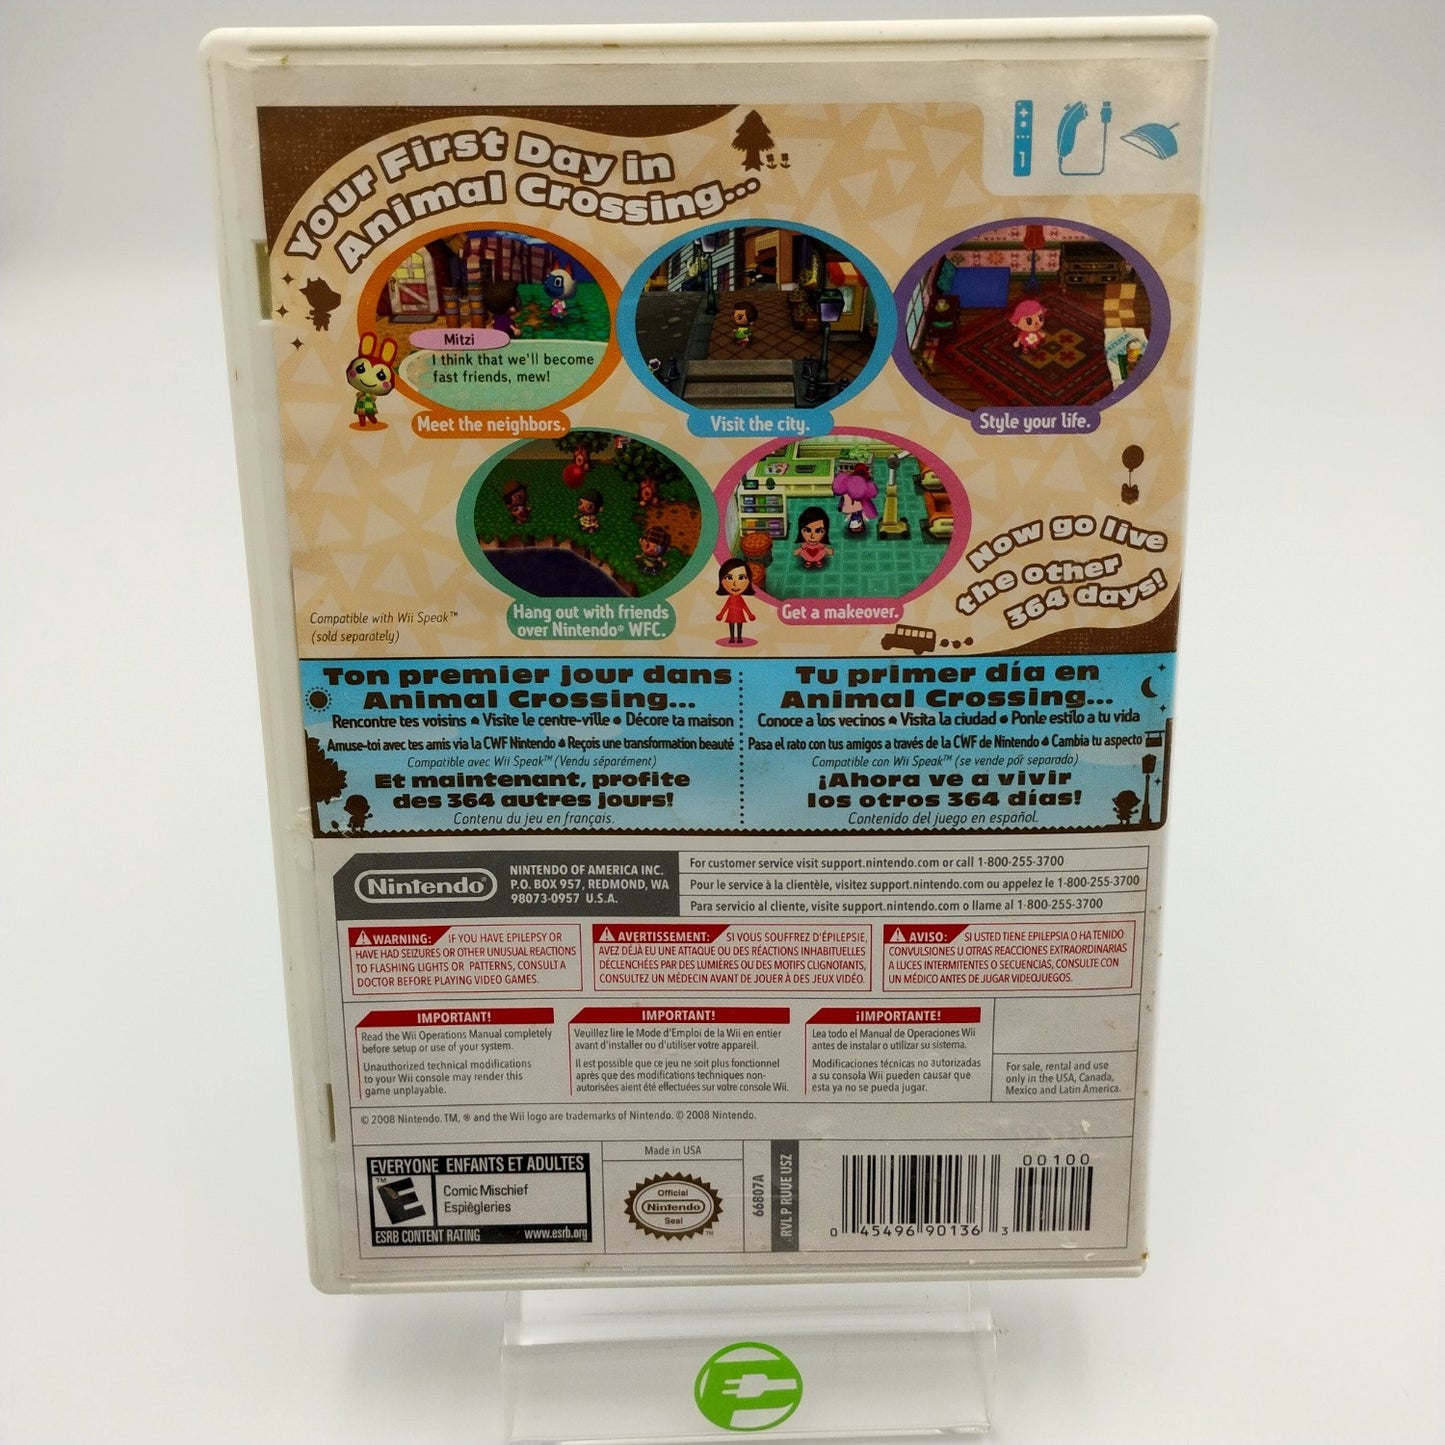 Your First Day in
Animal Crossing...
1
Mitzi
I think that we'll become
fast friends, mew!
Meet the neighbors.
Visit the city.
Style your life.
Hang out with friends
over Nintendo® WFC.
Get a makeover.
Now go live
the other
364 days!
Compatible with Wii Speak™
(sold separately)
Ton premier jour dans
Animal Crossing...
Rencontre tes voisins • Visite le centre-ville • Décore ta maison
Amuse-toi avec tes amis via la CWF Nintendo • Reçois une transformation beauté
Compatible avec Wii Speak™ (Vendu séparément)
Et maintenant, profite
des 364 autres jours!
Contenu du jeu en français.
Tu primer día en
Animal Crossing...
Conoce a los vecinos • Visita la ciudad • Ponle estilo a tu vida
Pasa el rato con tus amigos a través de la CWF de Nintendo • Cambia tu aspecto
Compatible con Wii Speak™ (se vende por separado)
¡Ahora ve a vivir
los otros 364 días!
Contenido del juego en español.
Nintendo
NINTENDO OF AMERICA INC.
P.O. BOX 957, REDMOND, WA
98073-0957 U.S.A.
For customer service visit support.nintendo.com or call 1-800-255-3700
Pour le service à la clientèle, visitez support.nintendo.com ou appelez le 1-800-255-3700
Para servicio al cliente, visite support.nintendo.com o llame al 1-800-255-3700
WARNING: IF YOU HAVE EPILEPSY OR
HAVE HAD SEIZURES OR OTHER UNUSUAL REACTIONS
TO FLASHING LIGHTS OR PATTERNS, CONSULT A
DOCTOR BEFORE PLAYING VIDEO GAMES.
AVERTISSEMENT: SI VOUS SOUFFREZ D'ÉPILEPSIE,
AVEZ DÉJÀ EU UNE ATTAQUE OU DES RÉACTIONS INHABITUELLES
DÉCLENCHÉES PAR DES LUMIÈRES OU DES MOTIFS CLIGNOTANTS,
CONSULTEZ UN MÉDECIN AVANT DE JOUER À DES JEUX VIDÉO.
AVISO: SI USTED TIENE EPILEPSIA O HA TENIDO
CONVULSIONES U OTRAS REACCIONES EXTRAORDINARIAS
A LUCES INTERMITENTES O SECUENCIAS, CONSULTE CON
UN MÉDICO ANTES DE JUGAR VIDEOJUEGOS.
IMPORTANT!
Read the Wii Operations Manual completely
before setup or use of your system.
Unauthorized technical modifications
to your Wii console may render this
game unplayable.
IMPORTANT!
Veuillez lire le Mode d'Emploi de la Wii en entier
avant d'installer ou d'utiliser votre appareil.
Il est possible que ce jeu ne soit plus fonctionnel
après que des modifications techniques non-
autorisées aient été effectuées sur votre console Wii.
¡IMPORTANTE!
Lea todo el Manual de Operaciones Wii
antes de instalar o utilizar su sistema.
Modificaciones técnicas no autorizadas
a su consola Wii pueden causar que
esta ya no se pueda jugar.
For sale, rental and use
only in the USA, Canada,
Mexico and Latin America.
© 2008 Nintendo. TM, ® and the Wii logo are trademarks of Nintendo. © 2008 Nintendo.
EVERYONE ENFANTS ET ADULTES
E
TM
Comic Mischief
Espiègleries
ESRB CONTENT RATING www.esrb.org
Made in USA
Official
Nintendo
Seal
TM
66807A
RVL P RUUE USZ
00100
0 45496 90136 3